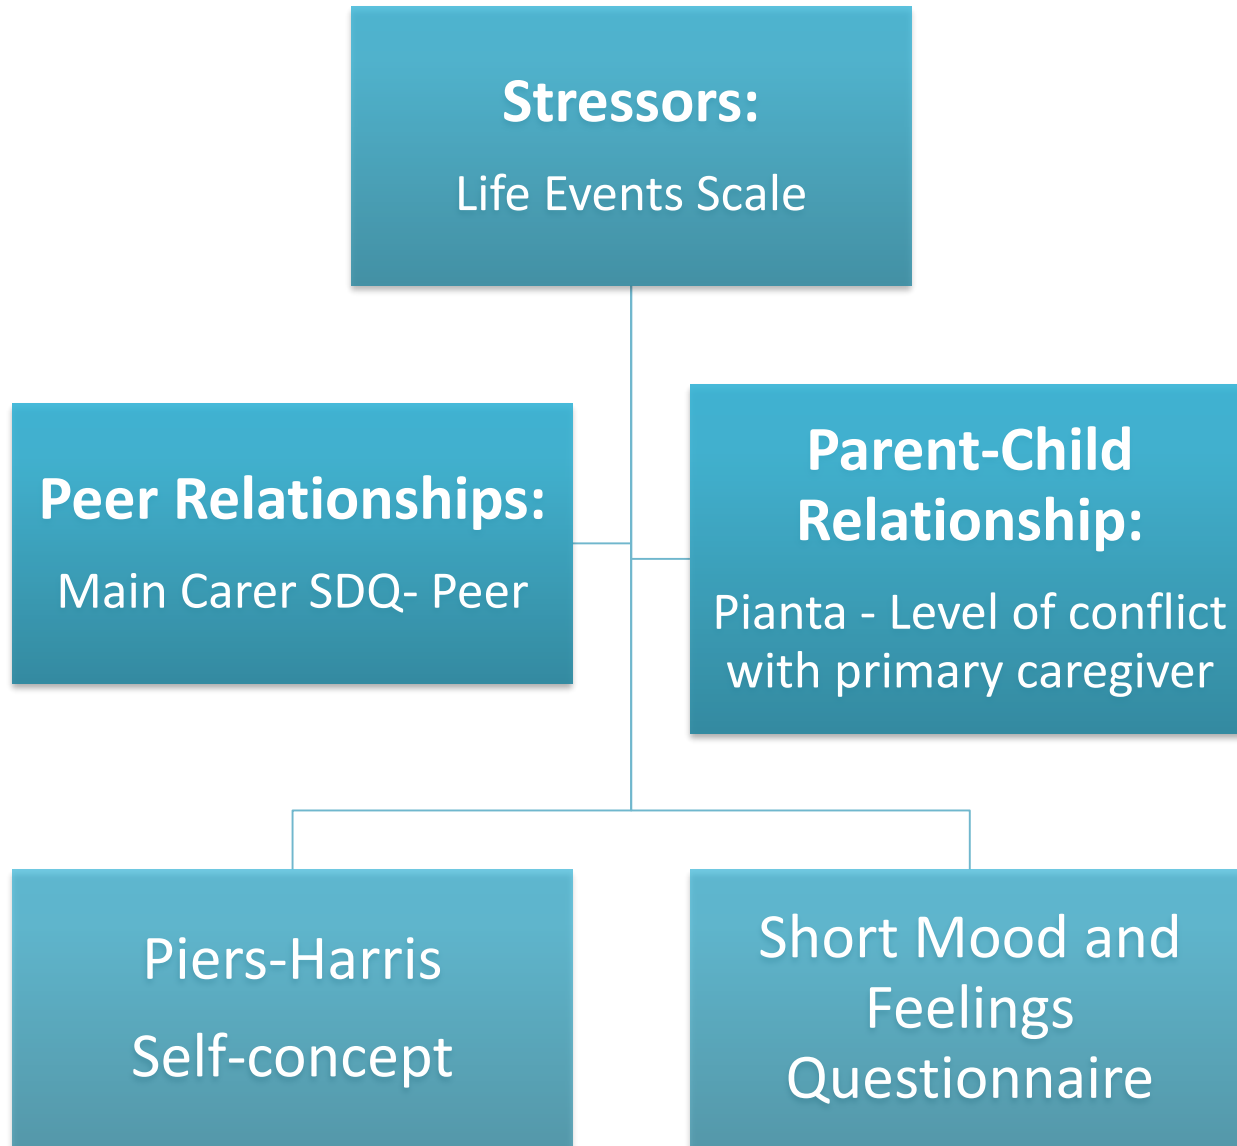 Stressors:
Life Events Scale
Peer Relationships:
Main Carer SDQ- Peer
Parent-Child
Relationship:
Pianta - Level of conflict
with primary caregiver
Piers-Harris
Self-concept
Short Mood and
Feelings
Questionnaire